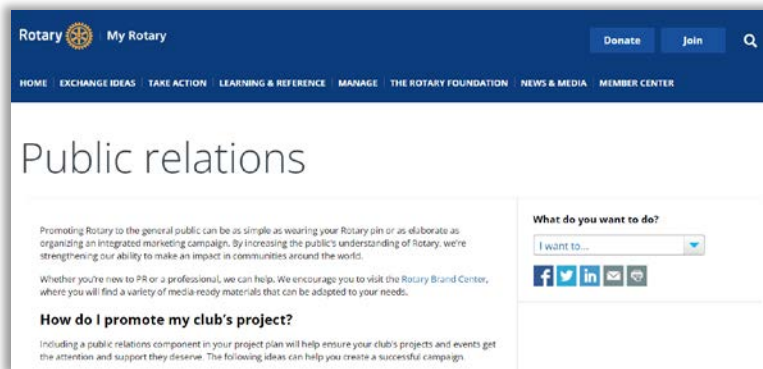 Rotary My Rotary
Donate Join
HOME EXCHANGE IDEAS TAKE ACTION LEARNING & REFERENCE MANAGE THE ROTARY FOUNDATION NEWS & MEDIA MEMBER CENTER
Public relations
Promoting Rotary to the general public can be as simple as wearing your Rotary pin or as elaborate as
organizing an integrated marketing campaign. By increasing the public's understanding of Rotary, we're
strengthening our ability to make an impact in communities around the world.
Whether you're new to PR or a professional, we can help. We encourage you to visit the Rotary Brand Center,
where you will find a variety of media-ready materials that can be adapted to your needs.
How do I promote my club's project?
Including a public relations component in your project plan will help ensure your club's projects and events get
the attention and support they deserve. The following ideas can help you create a successful campaign.
What do you want to do?
I want to...